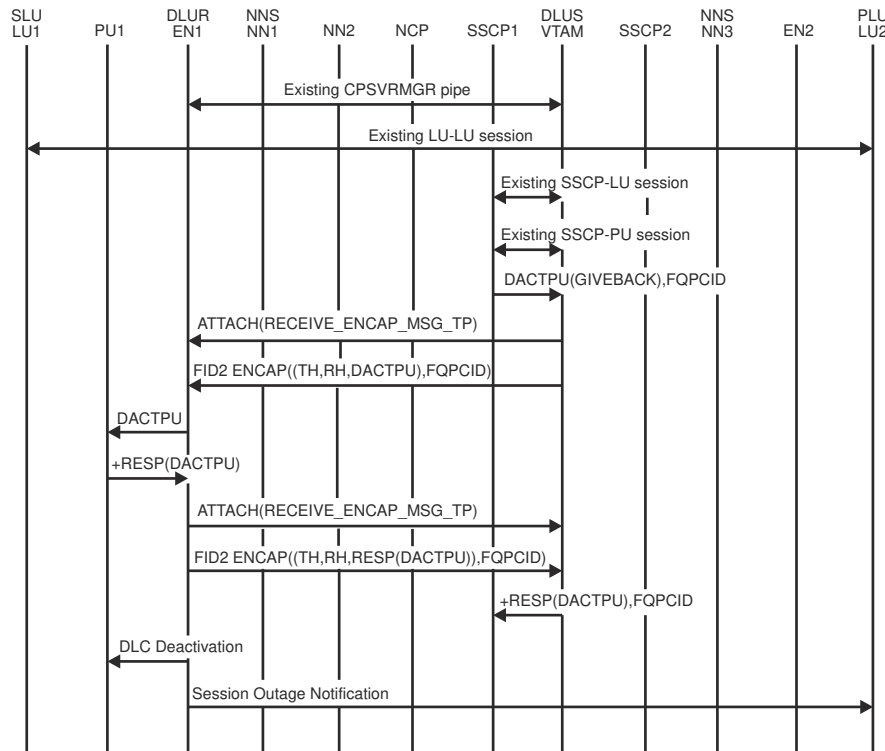 SLU
LU1
PU1
DLUR
EN1
NNS
NN1
NN2
NCP
SSCP1
DLUS
VTAM
SSCP2
NNS
NN3
EN2
PLU
LU2
Existing CPSVRMGR pipe
Existing LU-LU session
Existing SSCP-LU session
Existing SSCP-PU session
DACTPU(GIVEBACK),FQPCID
ATTACH(RECEIVE_ENCAP_MSG_TP)
FID2 ENCAP((TH,RH,DACTPU),FQPCID)
DACTPU
+RESP(DACTPU)
ATTACH(RECEIVE_ENCAP_MSG_TP)
FID2 ENCAP((TH,RH,RESP(DACTPU)),FQPCID)
+RESP(DACTPU),FQPCID
DLC Deactivation
Session Outage Notification